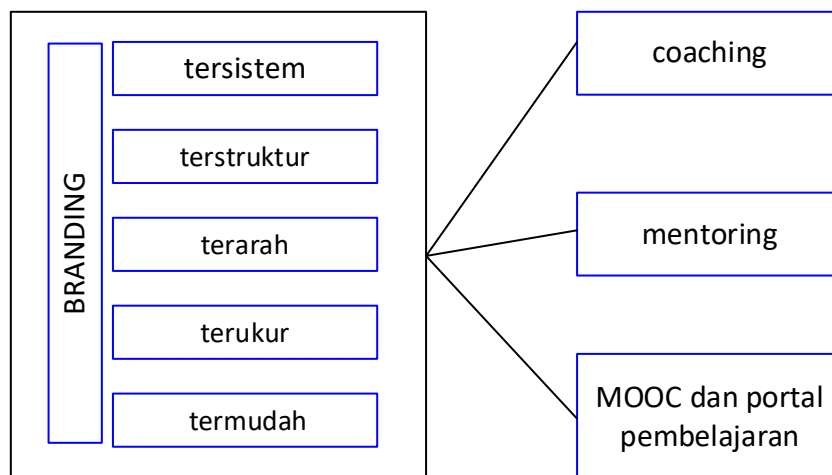 BRANDING
tersistem
terstruktur
terarah
terukur
termudah
coaching
mentoring
MOOC dan portal
pembelajaran